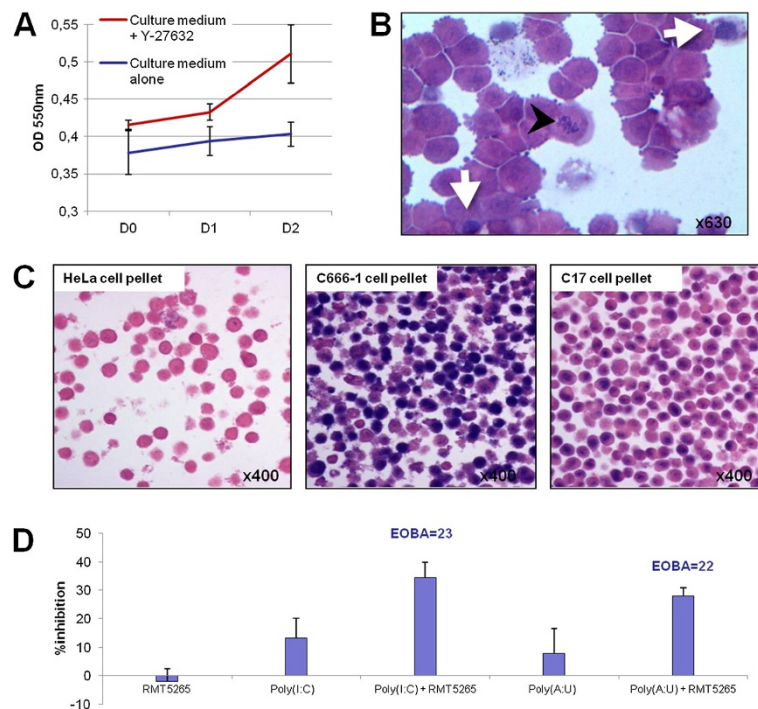 A
0,55
0,5
0,45
0,4
0,35
0,3
OD 550nm
Culture medium
+ Y-27632
Culture medium
alone
D0 D1 D2
B
x630
C
HeLa cell pellet
x400
C666-1 cell pellet
x400
C17 cell pellet
x400
D
%inhibition
50
40
30
20
10
0
-10
EOBA=23
EOBA=22
RMT5265 Poly(I:C) Poly(I:C) + RMT5265 Poly(A:U) Poly(A:U) + RMT5265